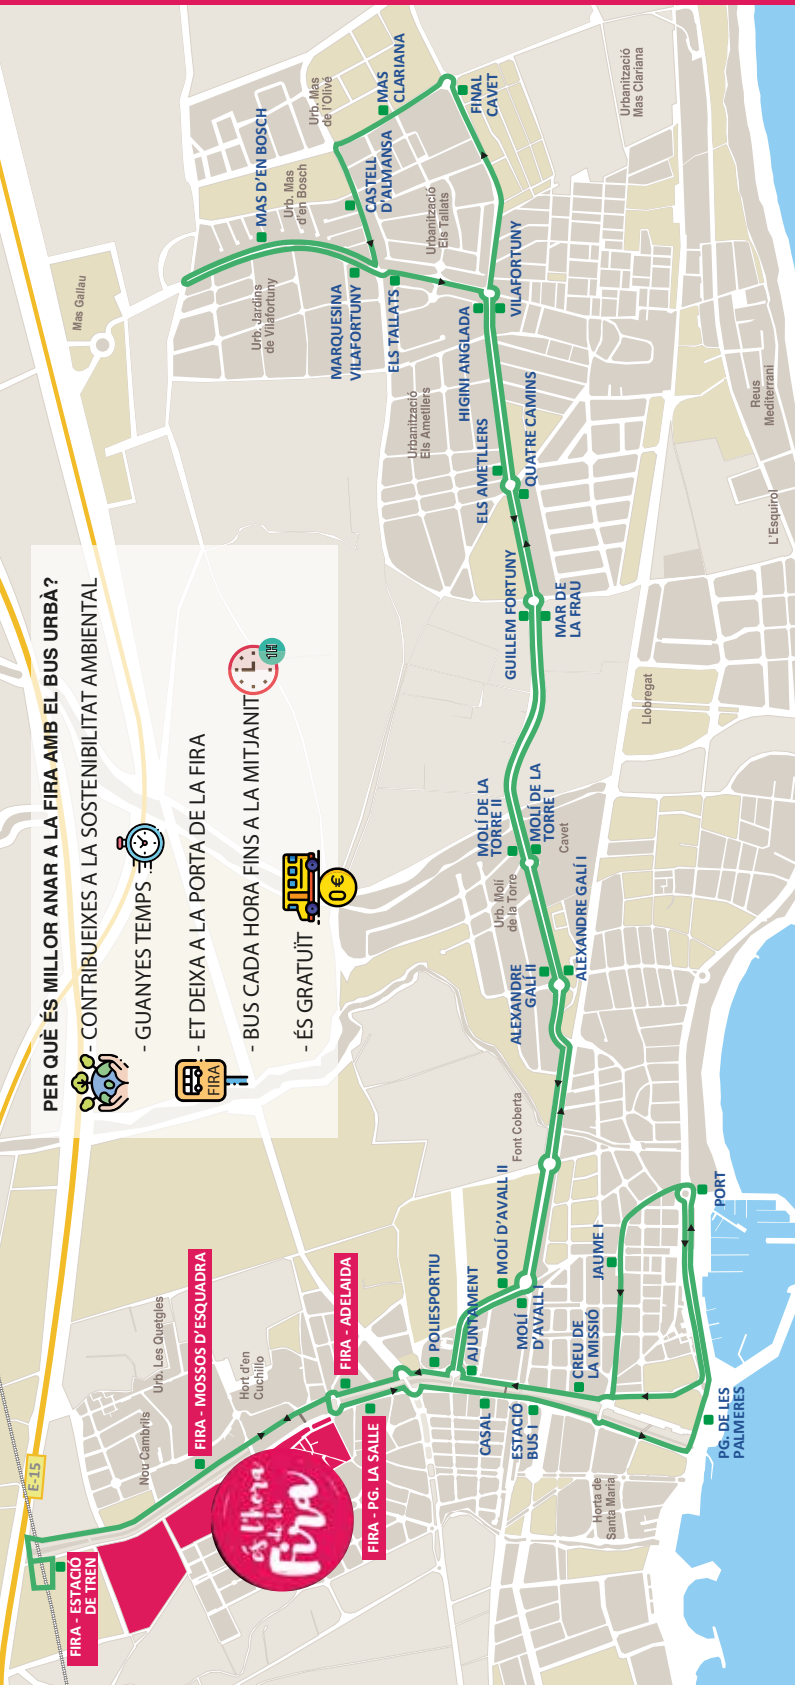 PER QUÈ ÉS MILLOR ANAR A LA FIRA AMB EL BUS URBÀ?
- CONTRIBUEIXES A LA SOSTENIBILITAT AMBIENTAL
- GUANYES TEMPS
- ET DEIXA A LA PORTA DE LA FIRA
FIRA
- BUS CADA HORA FINS A LA MITJANIT
1H
- ÉS GRATUÏT
0 €
E-15
FIRA - ESTACIÓ
DE TREN
FIRA - MOSSOS D'ESQUADRA
FIRA - ADELAIDA
FIRA - PG. LA SALLE
és l'hora
de la
fira
Nou Cambrils
Urb. Les Quetgles
Hort d'en
Cuchillo
POLIESPORTIU
AJUNTAMENT
CASAL
ESTACIÓ
BUS I
MOLÍ D'AVALL II
MOLÍ
D'AVALL I
CREU DE
LA MISSIÓ
JAUME I
PORT
PG. DE LES
PALMERES
Horta de
Santa Maria
Font Coberta
ALEXANDRE
GALÍ II
ALEXANDRE GALÍ I
Urb. Molí
de la Torre
MOLÍ DE LA
TORRE II
MOLÍ DE LA
TORRE I
Cavet
Llobregat
GUILLEM FORTUNY
MAR DE
LA FRAU
ELS AMETLLERS
QUATRE CAMINS
Urbanització
Els Ametllers
HIGINI ANGLADA
VILAFORTUNY
L'Esquirol
Reus
Mediterrani
Mas Gallau
Urb. Jardins
de Vilafortuny
MARQUESINA
VILAFORTUNY
ELS TALLATS
MAS D'EN BOSCH
Urb. Mas
d'en Bosch
CASTELL
D'ALMANSA
Urbanització
Els Tallats
Urb. Mas
de l'Olivé
MAS
CLARIANA
FINAL
CAVET
Urbanització
Mas Clariana